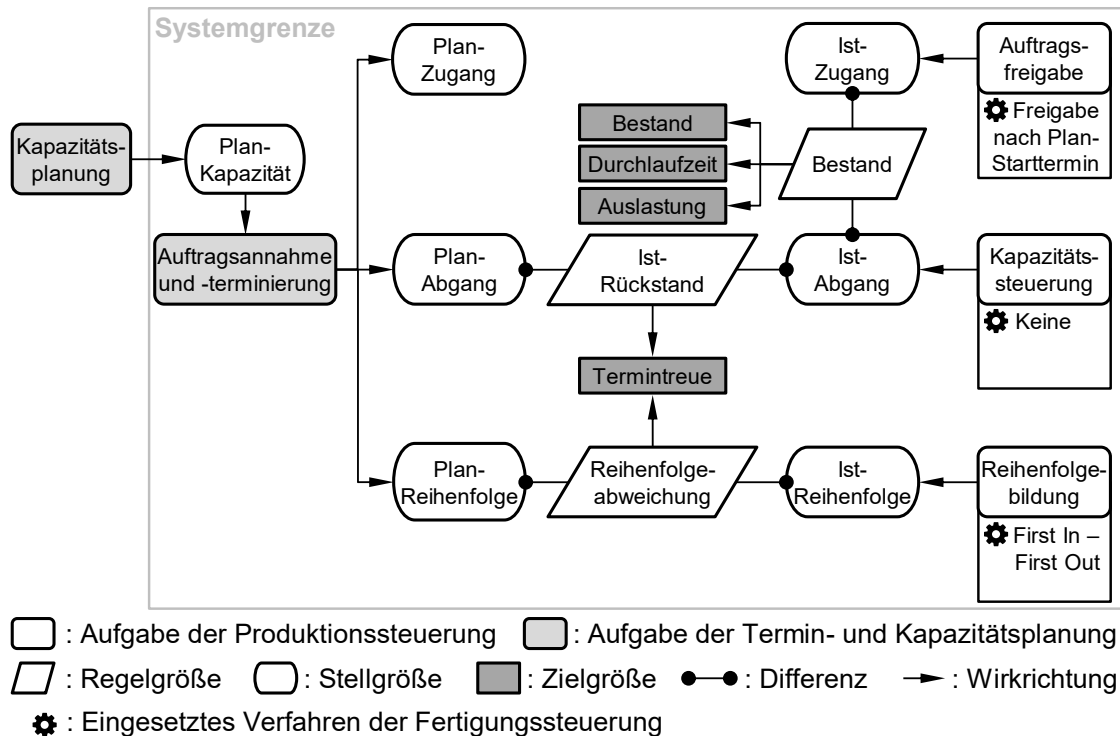 Systemgrenze
Plan-
Zugang
Ist-
Zugang
Auftrags-
freigabe
Freigabe
nach Plan-
Starttermin
Kapazitäts-
planung
Plan-
Kapazität
Bestand
Durchlaufzeit
Auslastung
Bestand
Auftragsannahme
und -terminierung
Plan-
Abgang
Ist-
Rückstand
Ist-
Abgang
Kapazitäts-
steuerung
Keine
Termintreue
Plan-
Reihenfolge
Reihenfolge-
abweichung
Ist-
Reihenfolge
Reihenfolge-
bildung
First In –
First Out
: Aufgabe der Produktionssteuerung : Aufgabe der Termin- und Kapazitätsplanung
: Regelgröße : Stellgröße : Zielgröße : Differenz : Wirkrichtung
: Eingesetztes Verfahren der Fertigungssteuerung